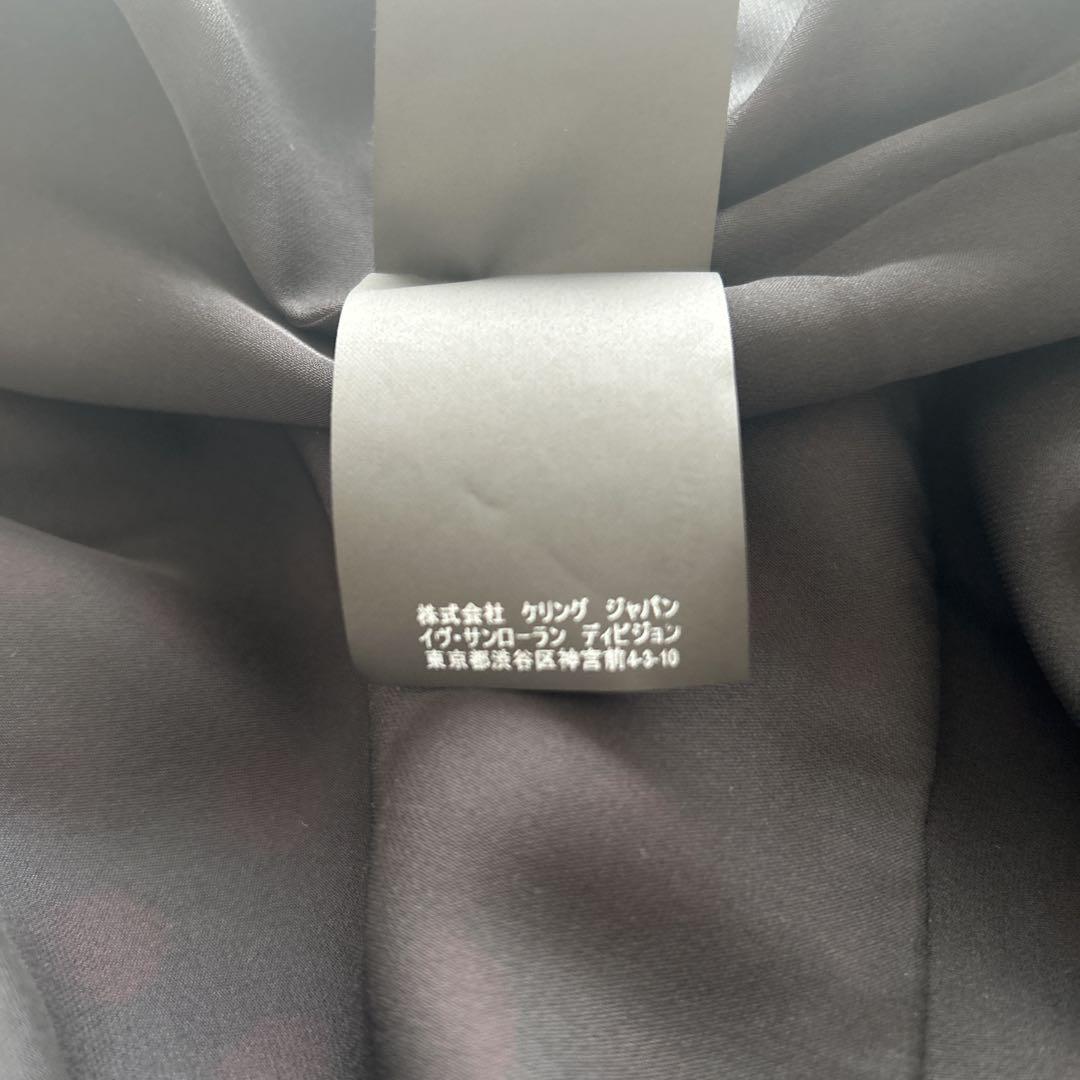 株式会社 ケリング ジャパン
イヴ・サンローラン ディビジョン
東京都渋谷区神宮前4-3-10